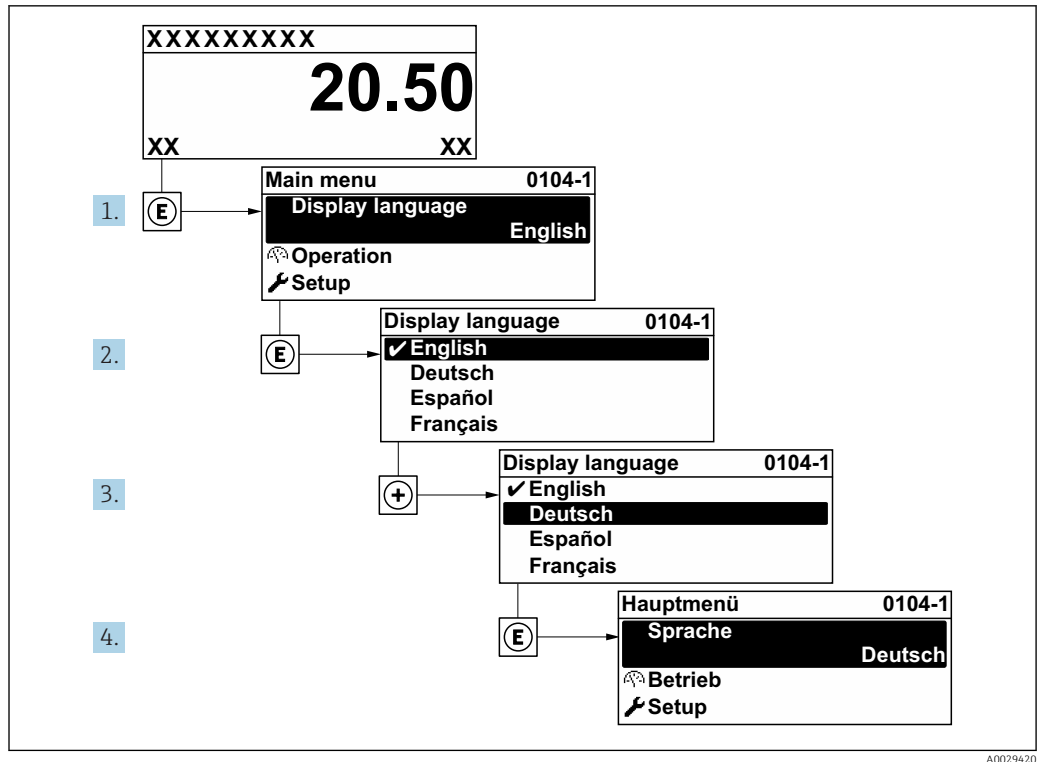 XXXXXXXXX
20.50
XX XX
1. E
Main menu 0104-1
Display language
English
Operation
Setup
2. E
Display language 0104-1
✔English
Deutsch
Español
Français
3. +
Display language 0104-1
✔English
Deutsch
Español
Français
4. E
Hauptmenü 0104-1
Sprache
Deutsch
Betrieb
Setup
A0029420